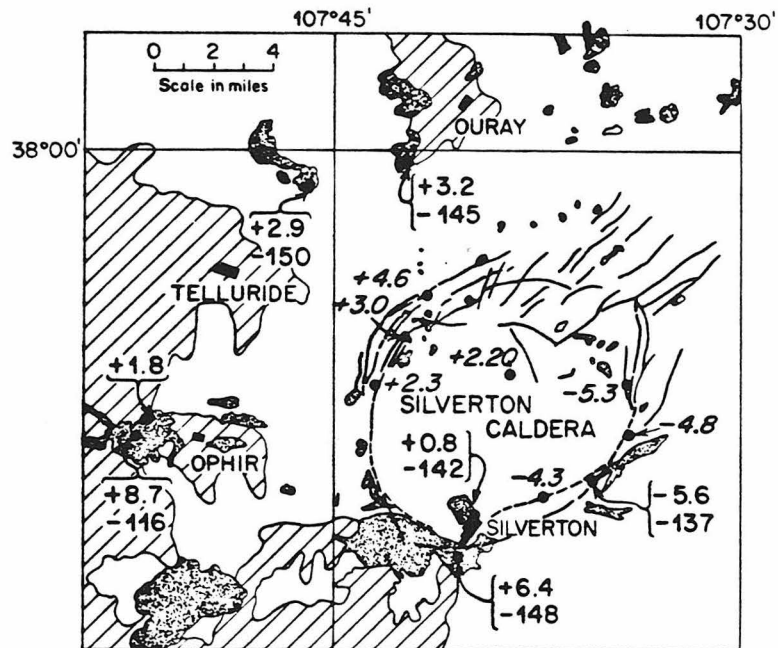 107°45'
107°30'
0 2 4
Scale in miles
OURAY
38°00'
+3.2
-145
+2.9
-150
TELLURIDE
+4.6
+3.0
+2.20
+1.8
+2.3
-5.3
SILVERTON
CALDERA
-4.8
+0.8
-142
OPHIR
-4.3
+8.7
-116
-5.6
-137
SILVERTON
+6.4
-148